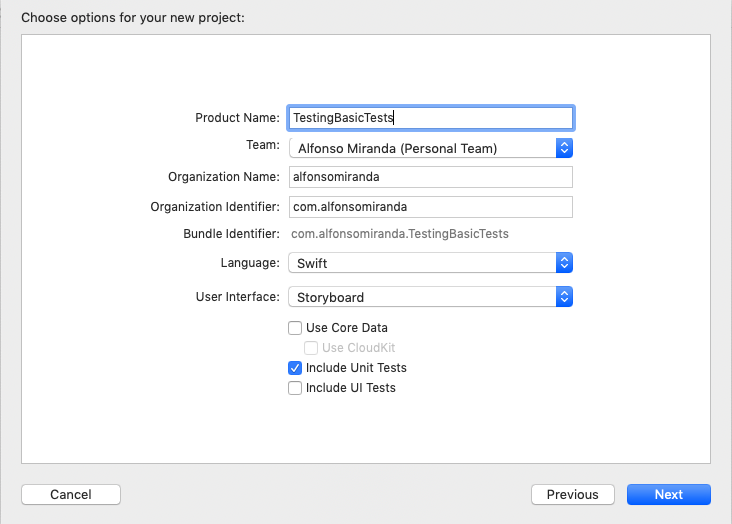 Choose options for your new project:
Product Name: TestingBasicTests
Team: Alfonso Miranda (Personal Team)
Organization Name: alfonsomiranda
Organization Identifier: com.alfonsomiranda
Bundle Identifier: com.alfonsomiranda.TestingBasicTests
Language: Swift
User Interface: Storyboard
Use Core Data
Use CloudKit
Include Unit Tests
Include UI Tests
Cancel Previous Next